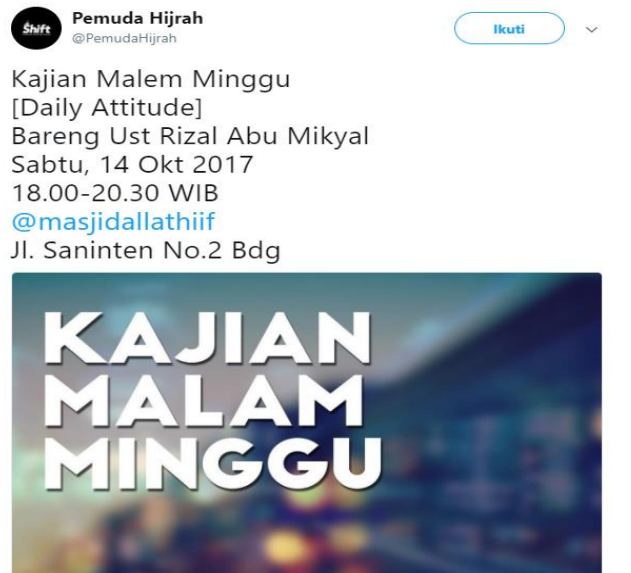 Shift
Pemuda Hijrah
@PemudaHijrah
Ikuti
Kajian Malem Minggu
[Daily Attitude]
Bareng Ust Rizal Abu Mikyal
Sabtu, 14 Okt 2017
18.00-20.30 WIB
@masjidallathiif
Jl. Saninten No.2 Bdg
KAJIAN
MALAM
MINGGU